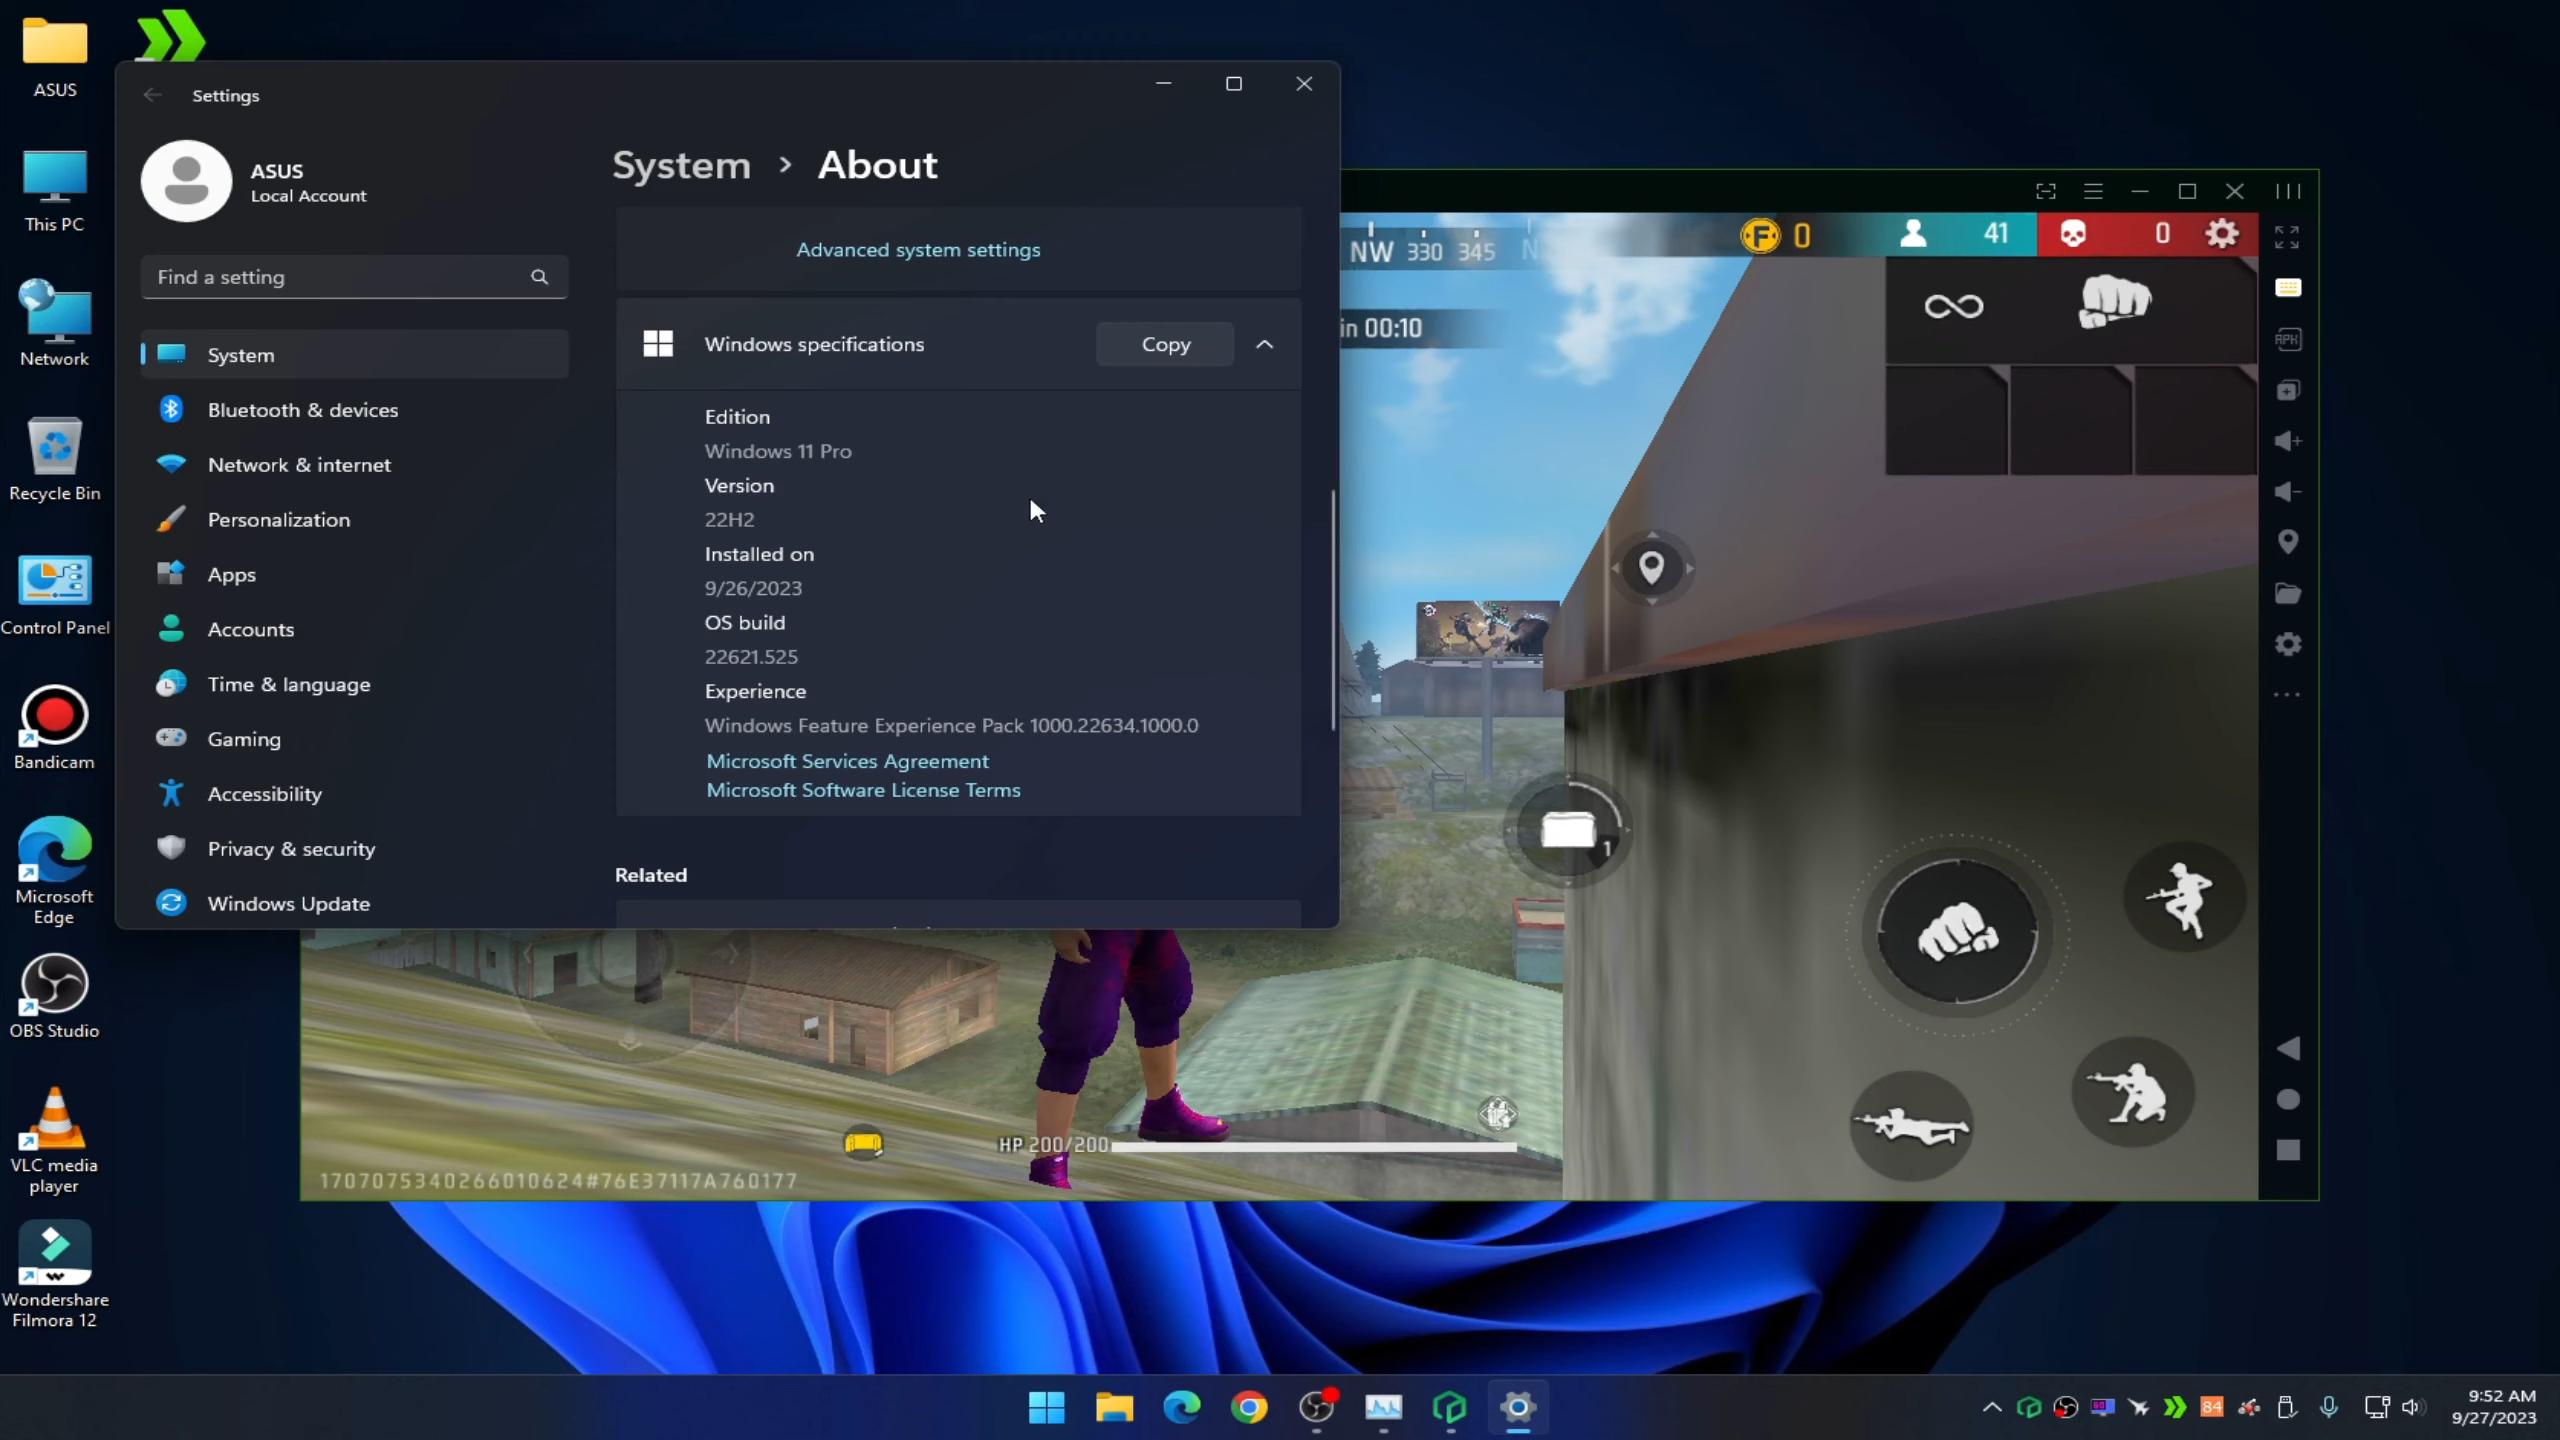 ASUS
This PC
Network
Recycle Bin
Control Panel
Bandicam
Microsoft
Edge
OBS Studio
VLC media
player
Wondershare
Filmora 12
Settings
ASUS
Local Account
Find a setting
System
Bluetooth & devices
Network & internet
Personalization
Apps
Accounts
Time & language
Gaming
Accessibility
Privacy & security
Windows Update
System > About
Advanced system settings
Windows specifications
Copy
Edition
Windows 11 Pro
Version
22H2
Installed on
9/26/2023
OS build
22621.525
Experience
Windows Feature Experience Pack 1000.22634.1000.0
Microsoft Services Agreement
Microsoft Software License Terms
Related
NW 330 345 N
F 0
41
0
in 00:10
APK
1
HP 200/200
1707075340266010624#76E37117A760177
84
9:52 AM
9/27/2023